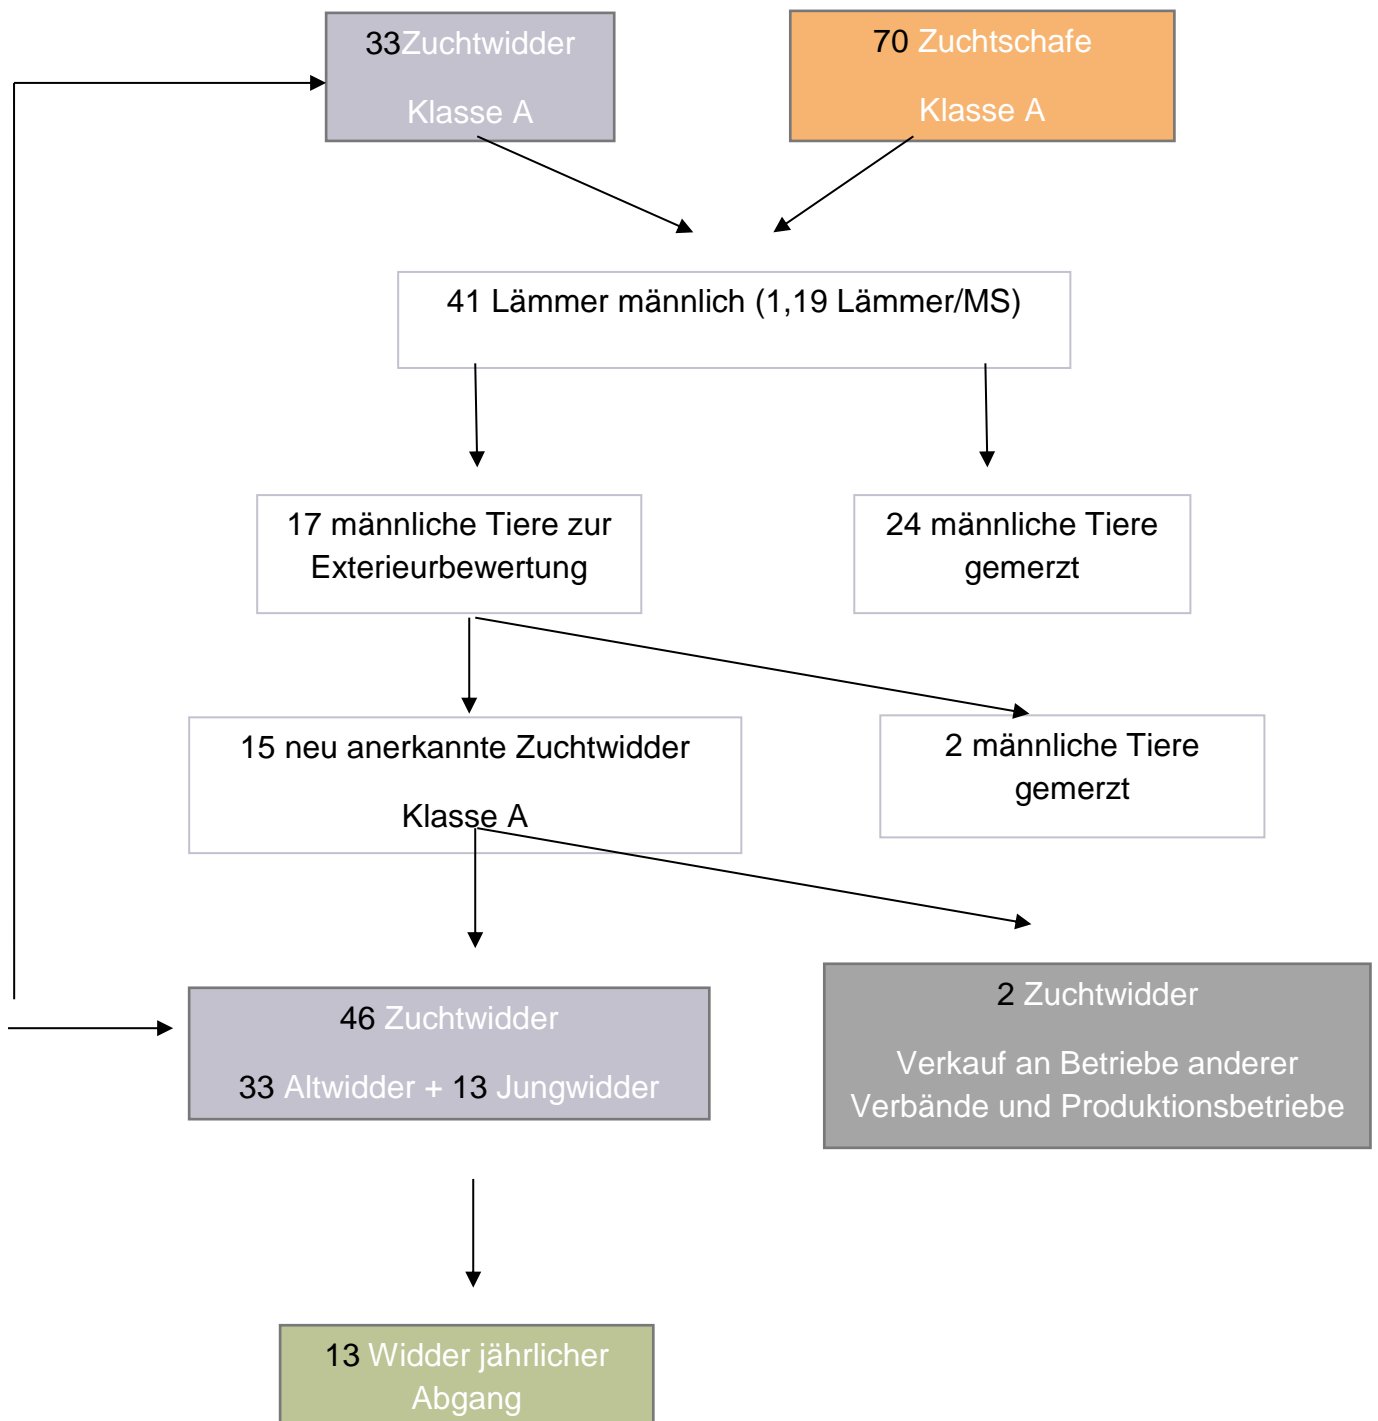 33Zuchtwidder
Klasse A
70 Zuchtschafe
Klasse A
41 Lämmer männlich (1,19 Lämmer/MS)
17 männliche Tiere zur
Exterieurbewertung
24 männliche Tiere
gemerzt
15 neu anerkannte Zuchtwidder
Klasse A
2 männliche Tiere
gemerzt
46 Zuchtwidder
33 Altwidder + 13 Jungwidder
2 Zuchtwidder
Verkauf an Betriebe anderer
Verbände und Produktionsbetriebe
13 Widder jährlicher
Abgang